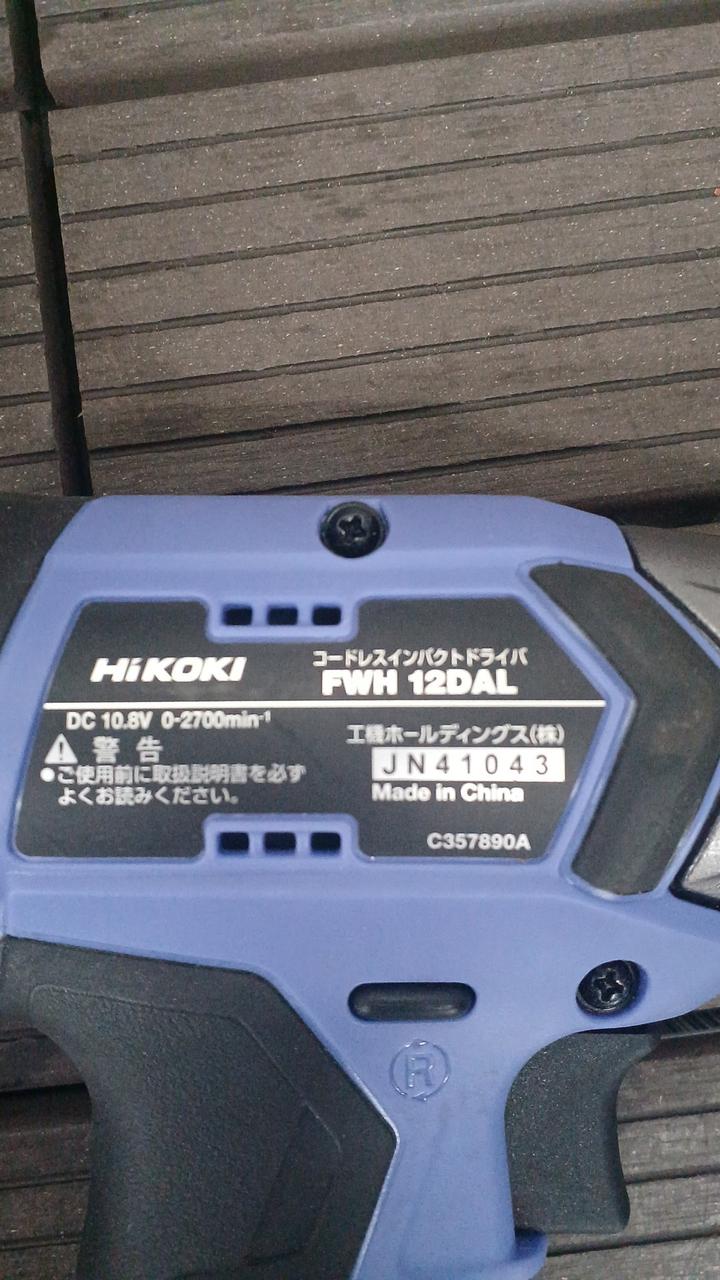 HiKOKI
コードレスインパクトドライバ
FWH 12DAL
DC 10.8V 0-2700min⁻¹
警告
●ご使用前に取扱説明書を必ず
よくお読みください。
工機ホールディングス(株)
JN41043
Made in China
C357890A
R